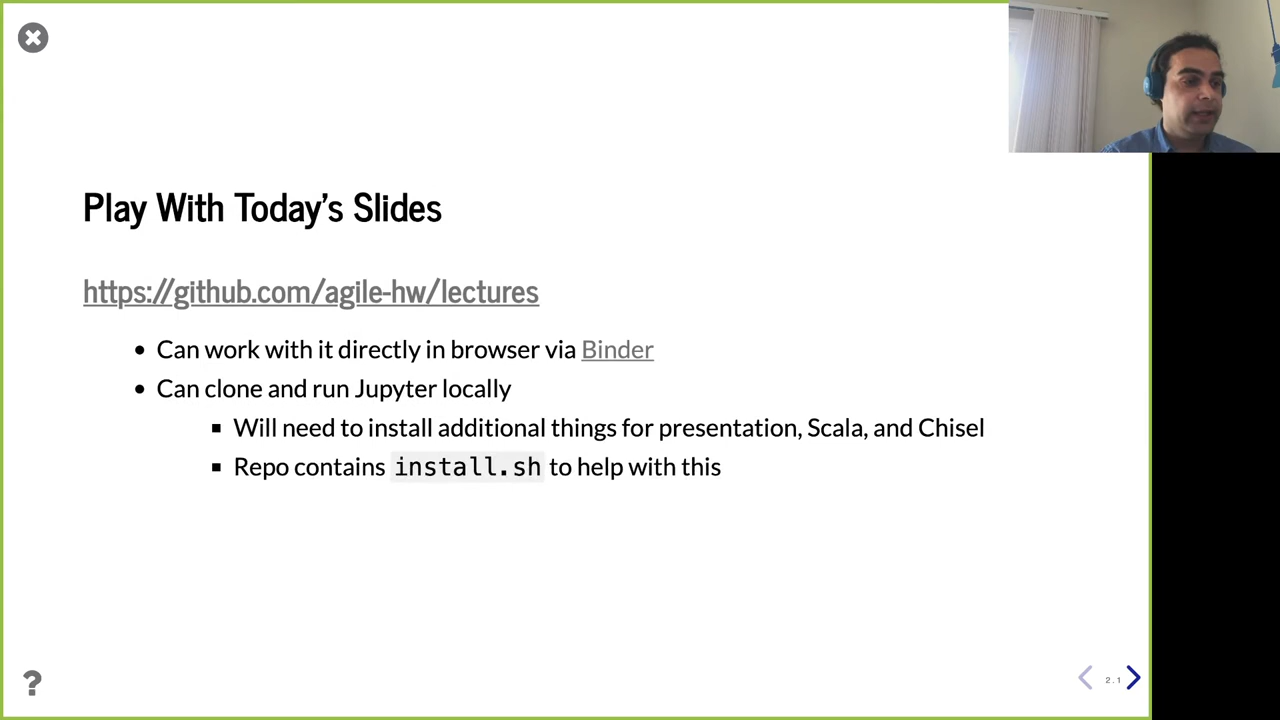 Play With Today's Slides
https://github.com/agile-hw/lectures
• Can work with it directly in browser via Binder
• Can clone and run Jupyter locally
▪ Will need to install additional things for presentation, Scala, and Chisel
▪ Repo contains install.sh to help with this
?
2.1